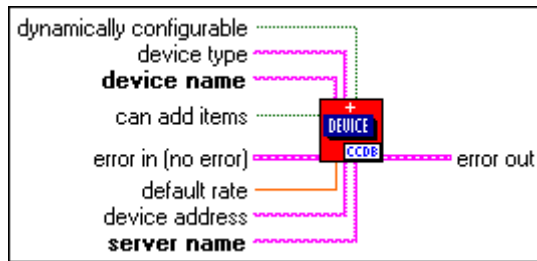 dynamically configurable
device type
device name
can add items
+
DEVICE
CCDB
error in (no error)
error out
default rate
device address
server name